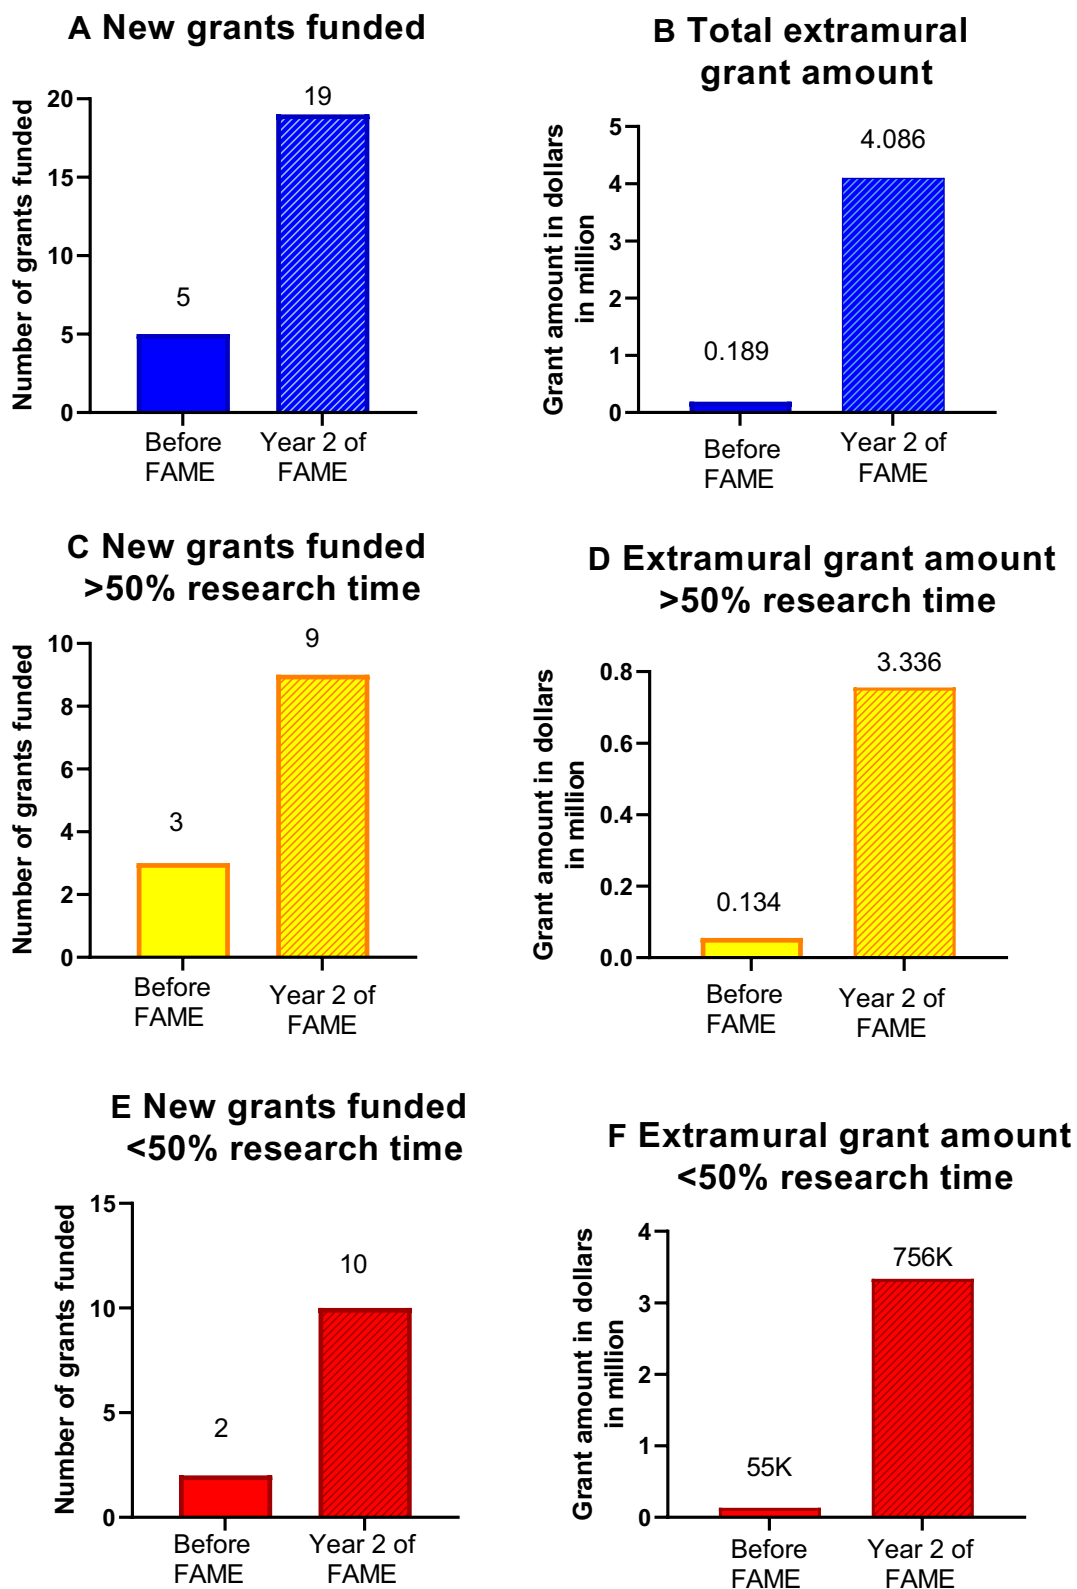 A New grants funded
Number of grants funded
20
15
10
5
0
5
19
Before
FAME
Year 2 of
FAME
B Total extramural
grant amount
Grant amount in dollars
in million
5
4
3
2
1
0
0.189
4.086
Before
FAME
Year 2 of
FAME
C New grants funded
>50% research time
Number of grants funded
10
8
6
4
2
0
3
9
Before
FAME
Year 2 of
FAME
D Extramural grant amount
>50% research time
Grant amount in dollars
in million
0.8
0.6
0.4
0.2
0.0
0.134
3.336
Before
FAME
Year 2 of
FAME
E New grants funded
<50% research time
Number of grants funded
15
10
5
0
2
10
Before
FAME
Year 2 of
FAME
F Extramural grant amount
<50% research time
Grant amount in dollars
in million
4
3
2
1
0
55K
756K
Before
FAME
Year 2 of
FAME